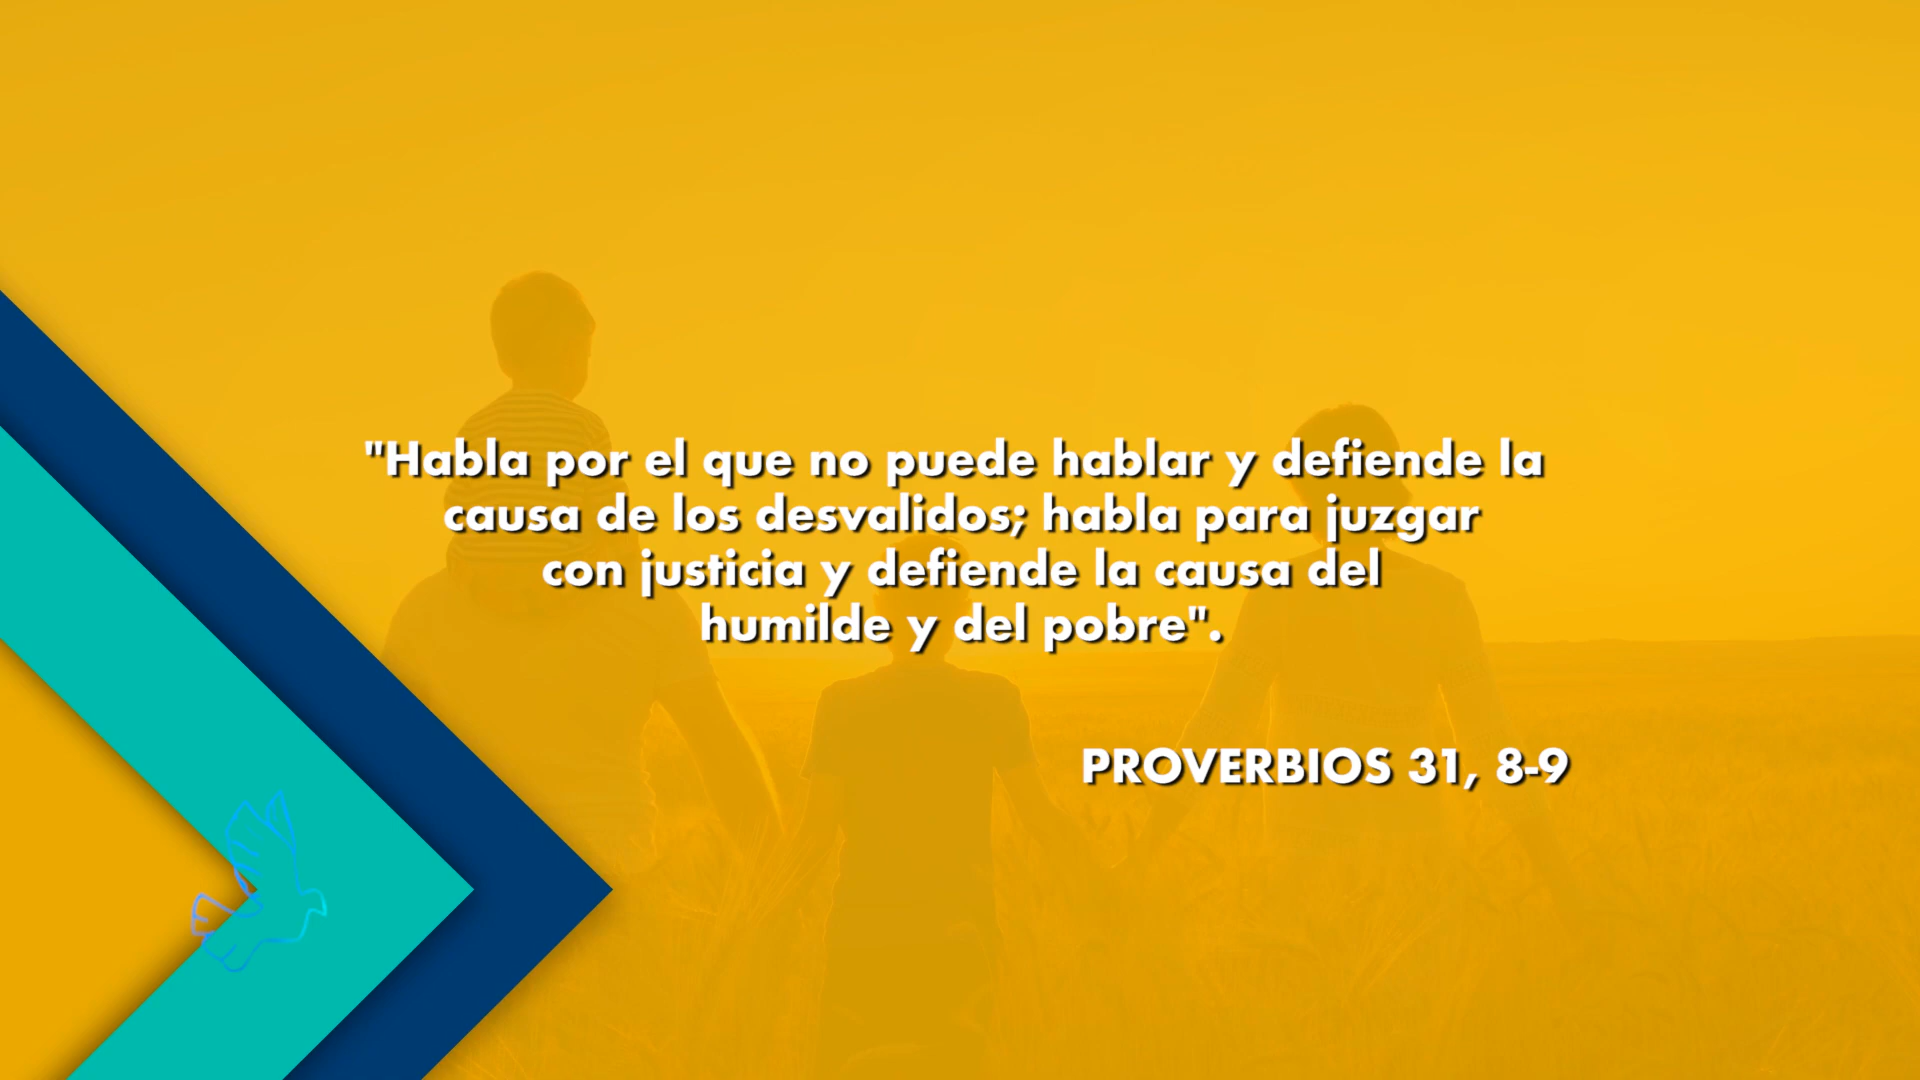 "Habla por el que no puede hablar y defiende la
causa de los desvalidos; habla para juzgar
con justicia y defiende la causa del
humilde y del pobre".
PROVERBIOS 31, 8-9